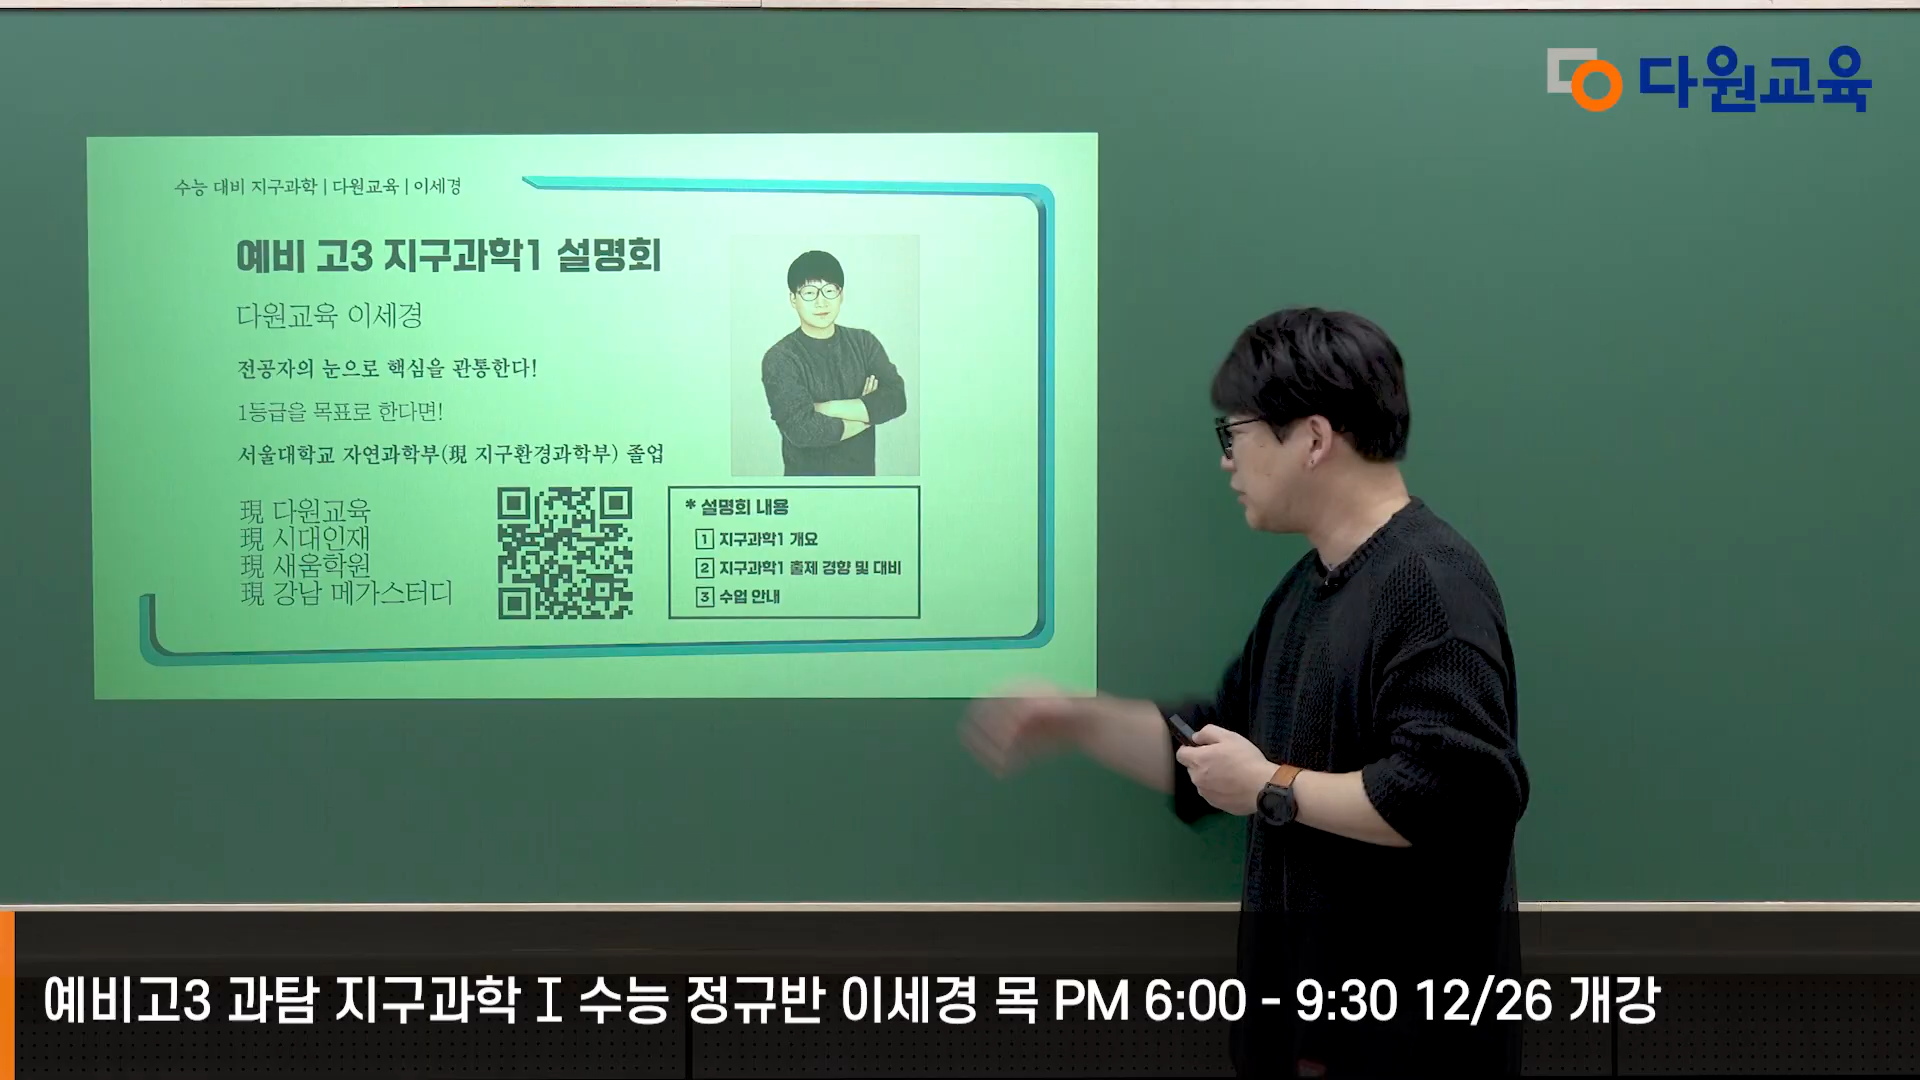 다원교육
수능 대비 지구과학 | 다원교육 | 이세경
예비 고3 지구과학1 설명회
다원교육 이세경
전공자의 눈으로 핵심을 관통한다!
1등급을 목표로 한다면!
서울대학교 자연과학부(現 지구환경과학부) 졸업
現 다원교육
現 시대인재
現 새움학원
現 강남 메가스터디
* 설명회 내용
1 지구과학1 개요
2 지구과학1 출제 경향 및 대비
3 수업 안내
예비고3 과탐 지구과학 I 수능 정규반 이세경 목 PM 6:00 - 9:30 12/26 개강